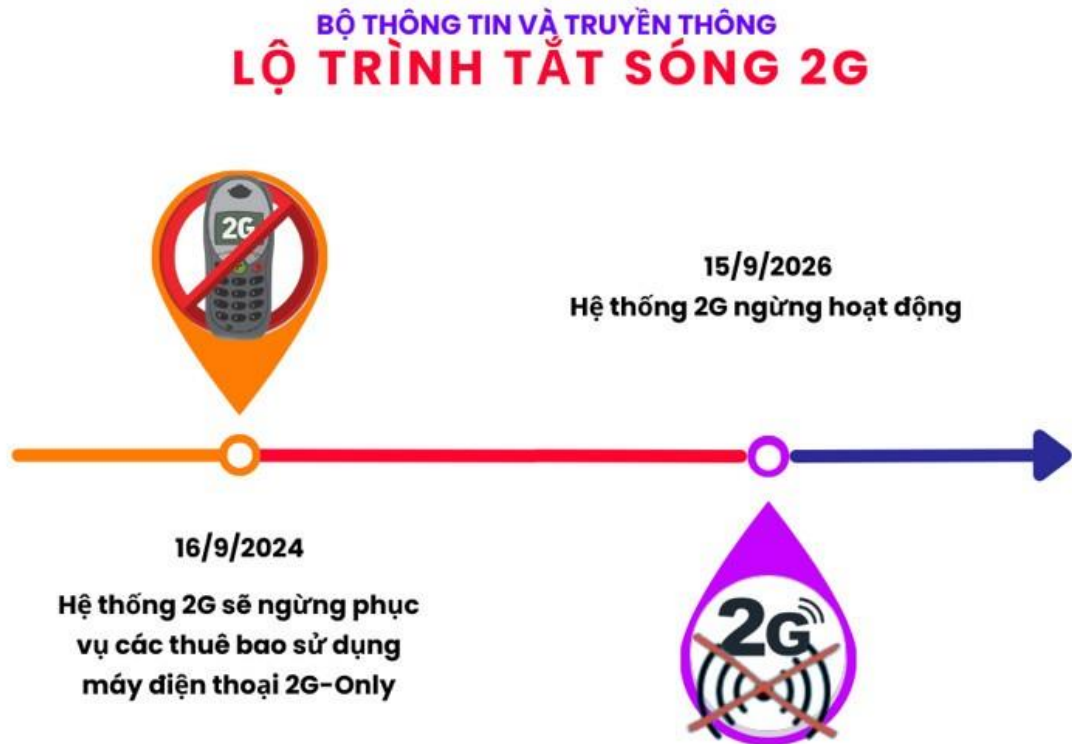 BỘ THÔNG TIN VÀ TRUYỀN THÔNG
LỘ TRÌNH TẮT SÓNG 2G
2G
15/9/2026
Hệ thống 2G ngừng hoạt động
16/9/2024
Hệ thống 2G sẽ ngừng phục
vụ các thuê bao sử dụng
máy điện thoại 2G-Only
2G